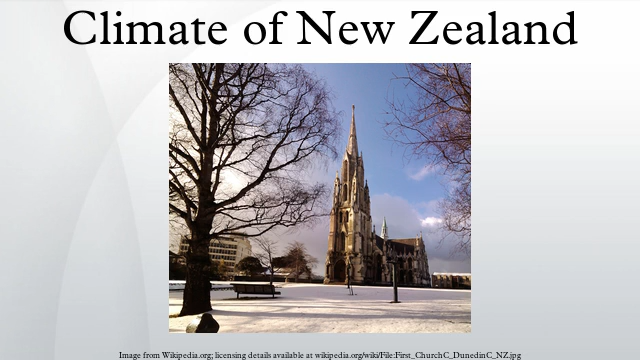 Climate of New Zealand
Image from Wikipedia.org; licensing details available at wikipedia.org/wiki/File:First_ChurchC_DunedinC_NZ.jpg